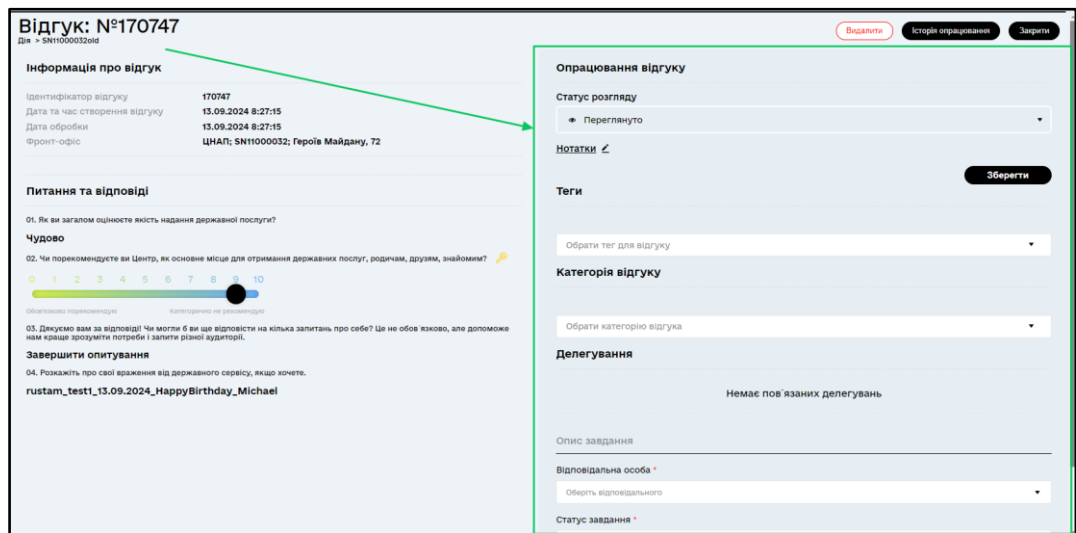 Відгук: №170747
Дія > SN11000032old
Видалити
Історія опрацювання
Закрити
Інформація про відгук
Ідентифікатор відгуку 170747
Дата та час створення відгуку 13.09.2024 8:27:15
Дата обробки 13.09.2024 8:27:15
Фронт-офіс ЦНАП; SN11000032; Героїв Майдану, 72
Питання та відповіді
01. Як ви загалом оцінюєте якість надання державної послуги?
Чудово
02. Чи порекомендуєте ви Центр, як основне місце для отримання державних послуг, родичам, друзям, знайомим?
0 1 2 3 4 5 6 7 8 9 10
Обов'язково порекомендую Категорично не рекомендую
03. Дякуємо вам за відповіді! Чи могли б ви ще відповісти на кілька запитань про себе? Це не обов`язково, але допоможе
нам краще зрозуміти потреби і запити різної аудиторії.
Завершити опитування
04. Розкажіть про свої враження від державного сервісу, якщо хочете.
rustam_test1_13.09.2024_HappyBirthday_Michael
Опрацювання відгуку
Статус розгляду
Переглянуто
Нотатки
Зберегти
Теги
Обрати тег для відгуку
Категорія відгуку
Обрати категорію відгука
Делегування
Немає пов`язаних делегувань
Опис завдання
Відповідальна особа *
Оберіть відповідального
Статус завдання *